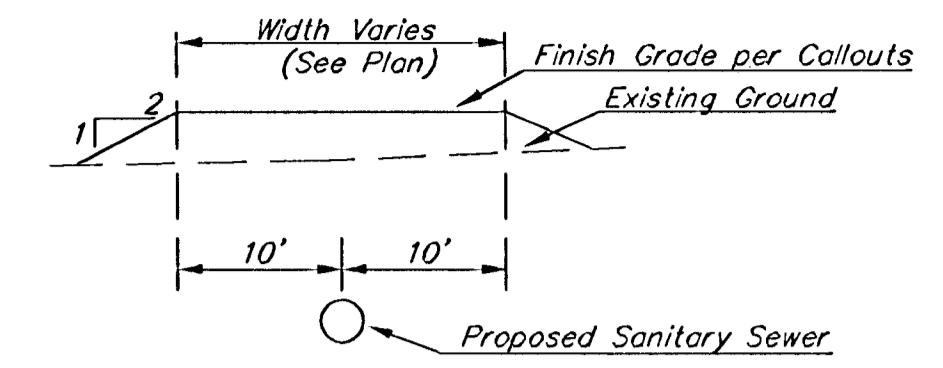 Width Varies
(See Plan)
Finish Grade per Callouts
Existing Ground
2
1
10'
10'
Proposed Sanitary Sewer